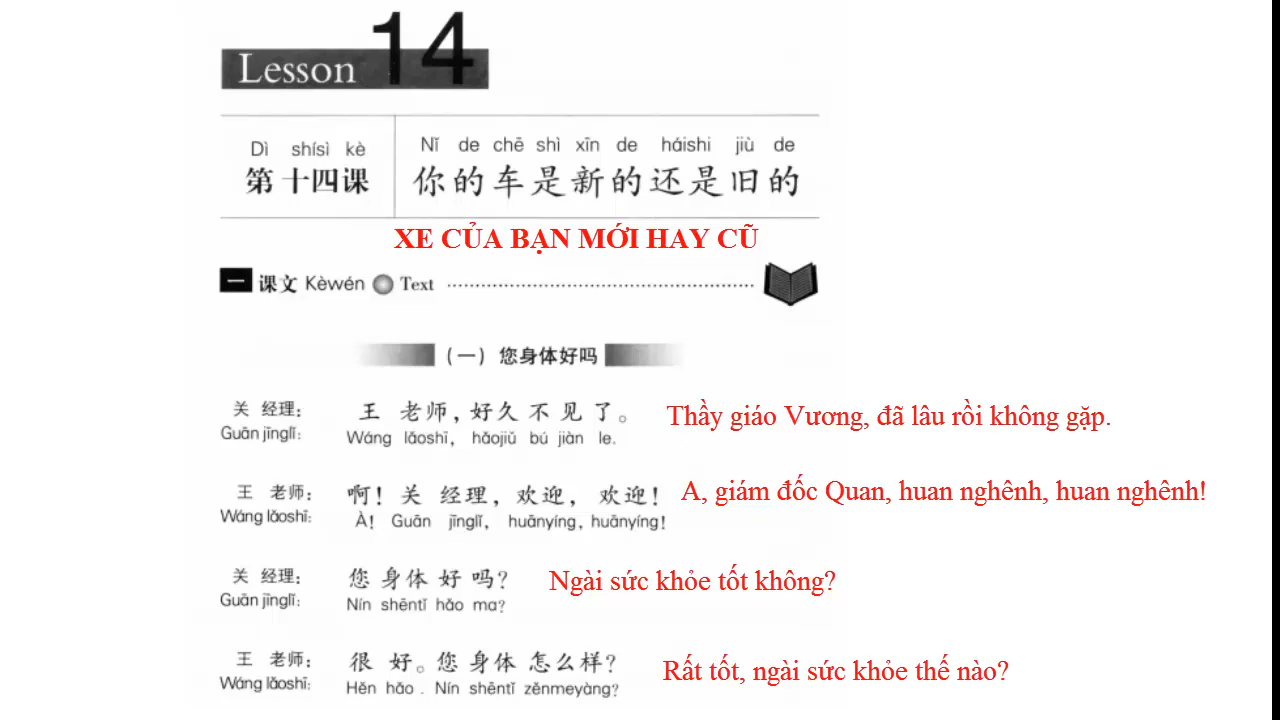 Lesson 14
Dì shísì kè
第十四课
Nǐ de chē shì xīn de háishi jiù de
你的车是新的还是旧的
XE CỦA BẠN MỚI HAY CŨ
一 课文 Kèwén Text
（一）您身体好吗
关 经理： 王 老师，好久 不 见 了。 Thầy giáo Vương, đã lâu rồi không gặp.
Guān jīnglǐ: Wáng lǎoshī, hǎojiǔ bú jiàn le.
王 老师： 啊！关 经理，欢迎，欢迎！ A, giám đốc Quan, huan nghênh, huan nghênh!
Wáng lǎoshī: À! Guān jīnglǐ, huānyíng, huānyíng!
关 经理： 您 身体 好 吗？ Ngài sức khỏe tốt không?
Guān jīnglǐ: Nín shēntǐ hǎo ma?
王 老师： 很 好。您 身体 怎么样？ Rất tốt, ngài sức khỏe thế nào?
Wáng lǎoshī: Hěn hǎo. Nín shēntǐ zěnmeyàng?